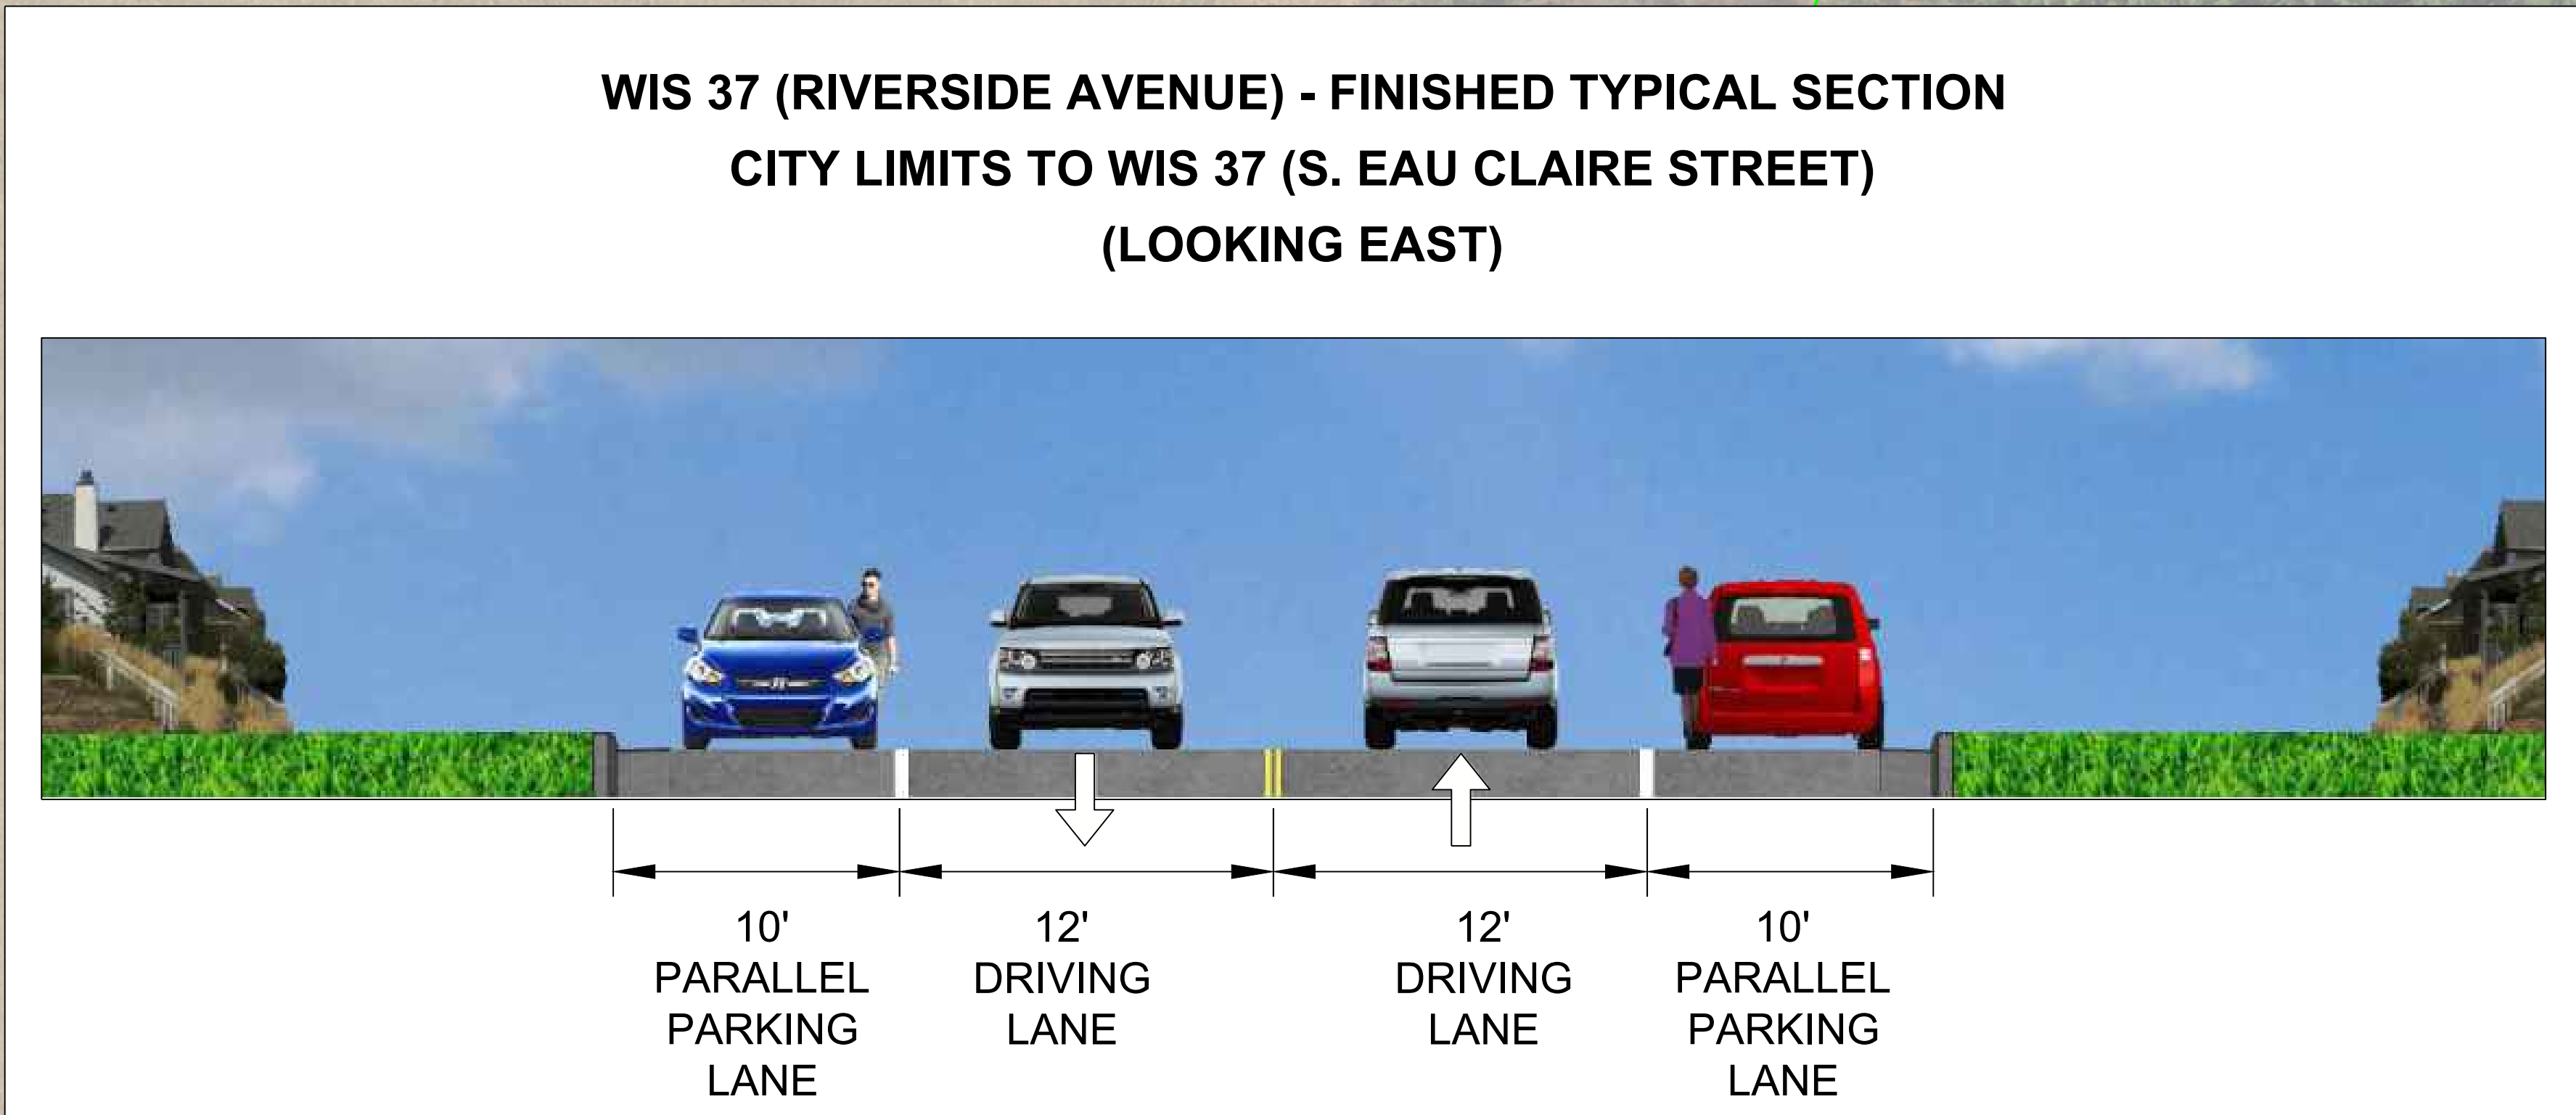 WIS 37 (RIVERSIDE AVENUE) - FINISHED TYPICAL SECTION
CITY LIMITS TO WIS 37 (S. EAU CLAIRE STREET)
(LOOKING EAST)
10'
PARALLEL
PARKING
LANE
12'
DRIVING
LANE
12'
DRIVING
LANE
10'
PARALLEL
PARKING
LANE